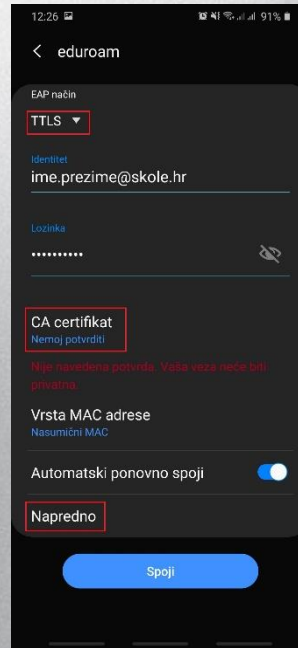 12:26
91%
eduroam
EAP način
TTLS
Identitet
ime.prezime@skole.hr
Lozinka
••••••••••
CA certifikat
Nemoj potvrditi
Nije navedena potvrda. Vaša veza neće biti
privatna.
Vrsta MAC adrese
Nasumični MAC
Automatski ponovno spoji
Napredno
Spoji